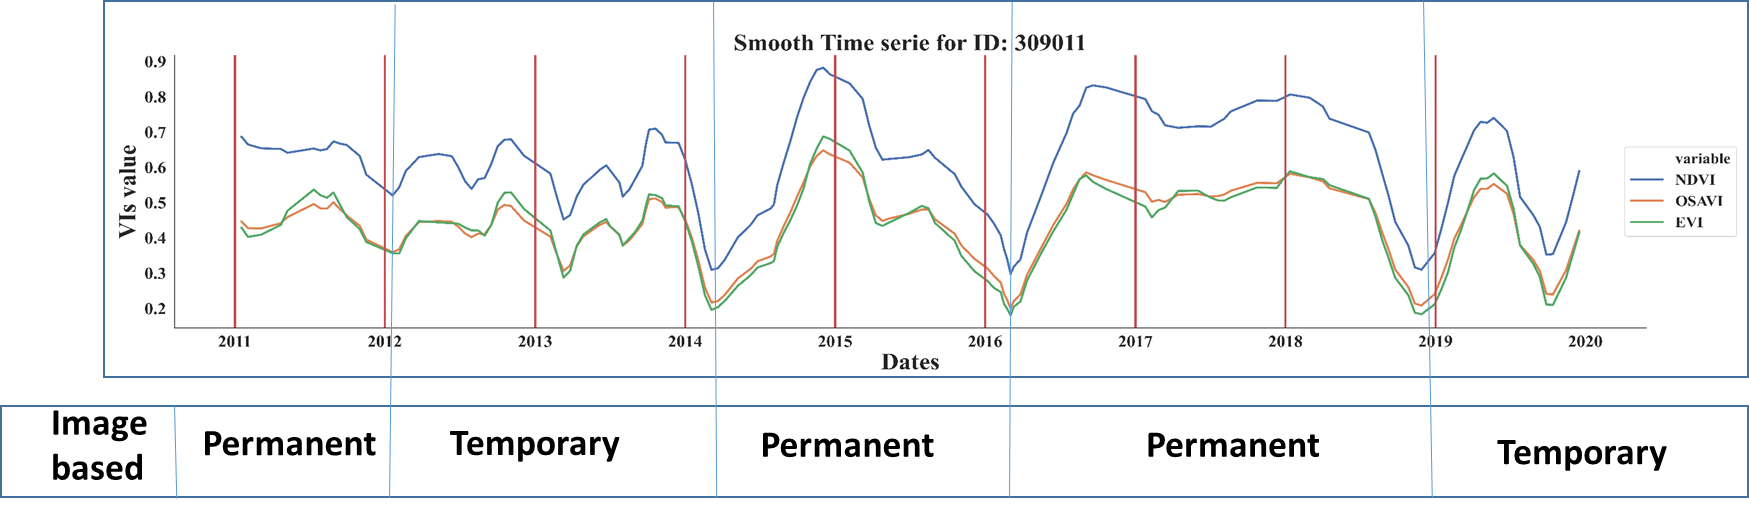 Smooth Time serie for ID: 309011
VIs value
0.9
0.8
0.7
0.6
0.5
0.4
0.3
0.2
2011 2012 2013 2014 2015 2016 2017 2018 2019 2020
Dates
variable
NDVI
OSAVI
EVI
Image
based
Permanent Temporary Permanent Permanent Temporary